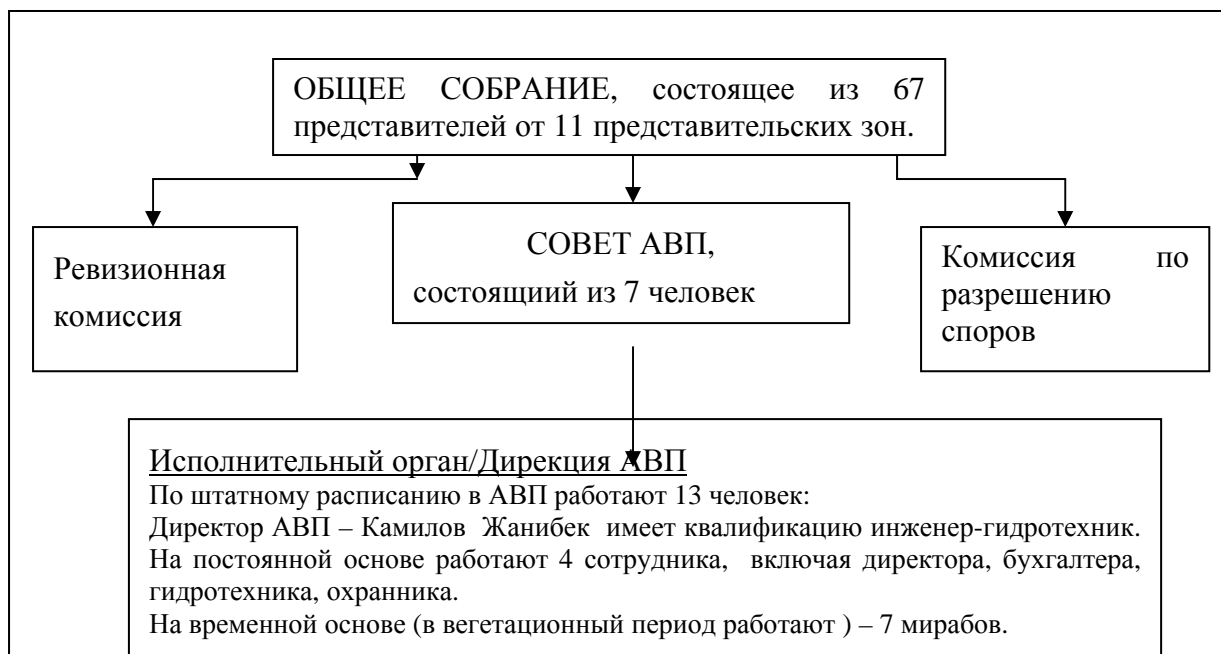 ОБЩЕЕ СОБРАНИЕ, состоящее из 67
представителей от 11 представительских зон.
Ревизионная
комиссия
СОВЕТ АВП,
состоящиий из 7 человек
Комиссия по
разрешению
споров
Исполнительный орган/Дирекция АВП
По штатному расписанию в АВП работают 13 человек:
Директор АВП – Камилов Жанибек имеет квалификацию инженер-гидротехник.
На постоянной основе работают 4 сотрудника, включая директора, бухгалтера,
гидротехника, охранника.
На временной основе (в вегетационный период работают ) – 7 мирабов.